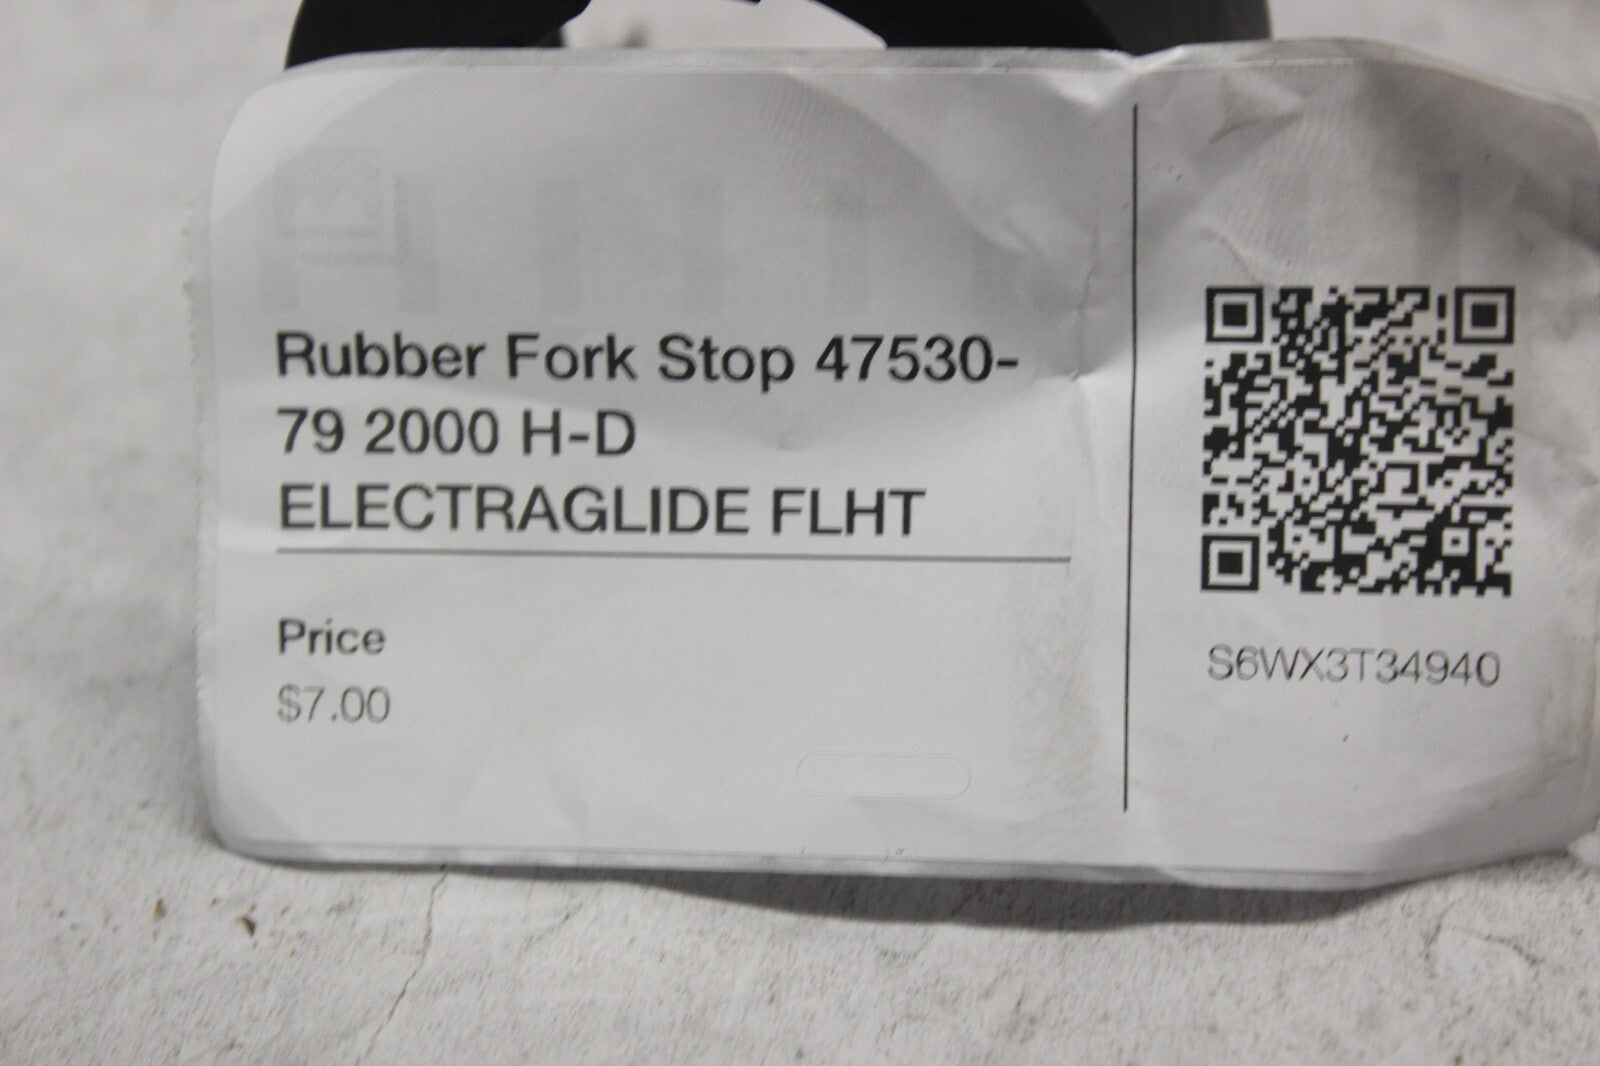 Rubber Fork Stop 47530-
79 2000 H-D
ELECTRAGLIDE FLHT
Price
$7.00
S6WX3T34940